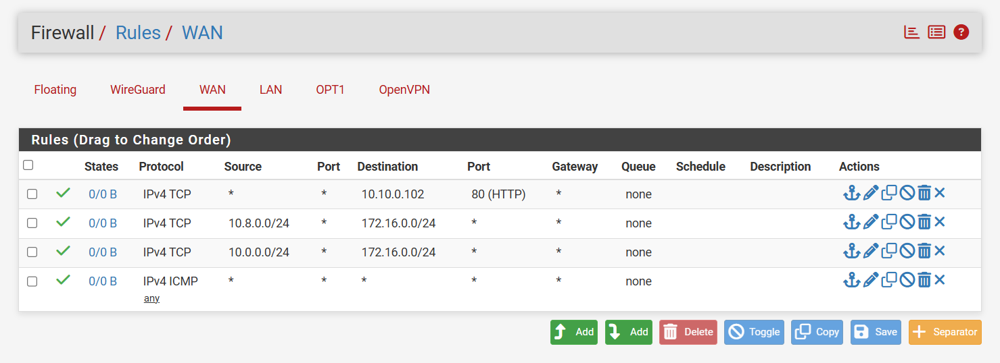 Firewall / Rules / WAN
Floating WireGuard WAN LAN OPT1 OpenVPN
Rules (Drag to Change Order)
States Protocol Source Port Destination Port Gateway Queue Schedule Description Actions
0/0 B IPv4 TCP * * 10.10.0.102 80 (HTTP) * none
0/0 B IPv4 TCP 10.8.0.0/24 * 172.16.0.0/24 * * none
0/0 B IPv4 TCP 10.0.0.0/24 * 172.16.0.0/24 * * none
0/0 B IPv4 ICMP * * * * * none
any
Add Add Delete Toggle Copy Save Separator